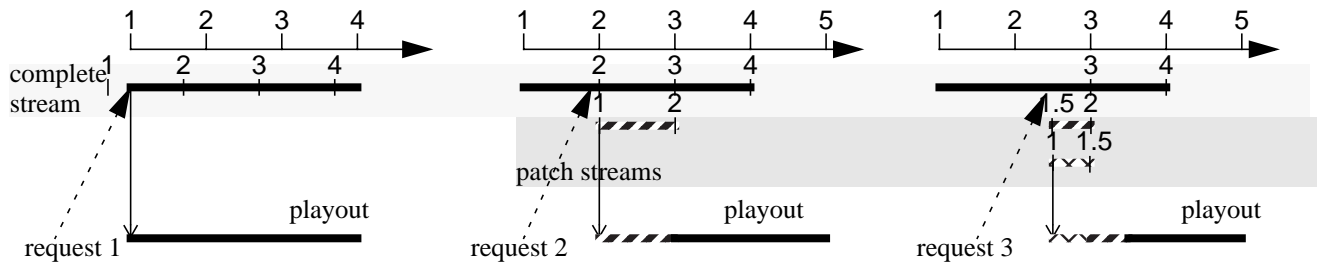 1 2 3 4
1 2 3 4 5
1 2 3 4 5
complete
stream
1 2 3 4
2 3 4
3 4
1 2
1.5 2
1 1.5
patch streams
playout
playout
playout
request 1
request 2
request 3